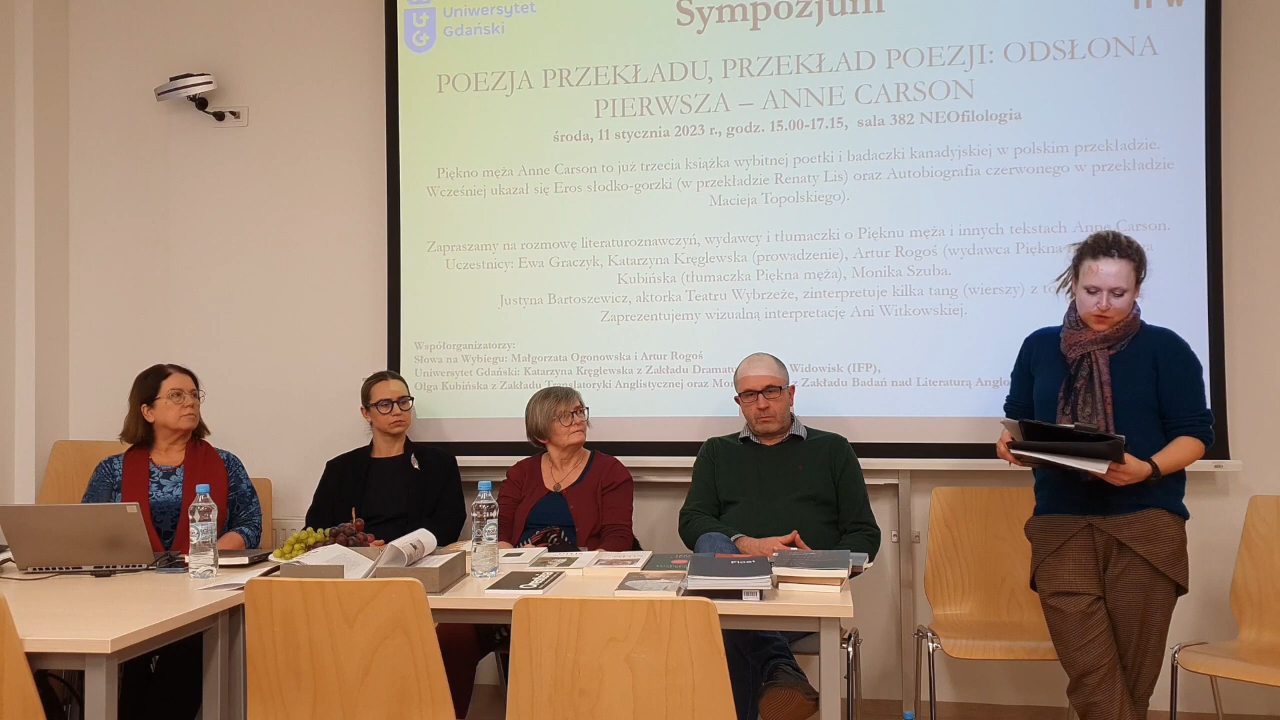 Uniwersytet
Gdański
Sympozjum
POEZJA PRZEKŁADU, PRZEKŁAD POEZJI: ODSŁONA
PIERWSZA – ANNE CARSON
środa, 11 stycznia 2023 r., godz. 15.00-17.15, sala 382 NEOfilologia
Piękno męża Anne Carson to już trzecia książka wybitnej poetki i badaczki kanadyjskiej w polskim przekładzie.
Wcześniej ukazał się Eros słodko-gorzki (w przekładzie Renaty Lis) oraz Autobiografia czerwonego w przekładzie
Macieja Topolskiego).
Zapraszamy na rozmowę literaturoznawczyń, wydawcy i tłumaczki o Pięknu męża i innych tekstach Anne Carson.
Uczestnicy: Ewa Graczyk, Katarzyna Kręglewska (prowadzenie), Artur Rogoś (wydawca Piękna
Kubińska (tłumaczka Piękna męża), Monika Szuba.
Justyna Bartoszewicz, aktorka Teatru Wybrzeże, zinterpretuje kilka tang (wierszy) z
Zaprezentujemy wizualną interpretację Ani Witkowskiej.
Współorganizatorzy:
Słowa na Wybiegu: Małgorzata Ogonowska i Artur Rogoś
Uniwersytet Gdański: Katarzyna Kręglewska z Zakładu Widowisk (IFP),
Olga Kubińska z Zakładu Translatoryki Anglistycznej oraz Zakładu Badań nad Literaturą
Float